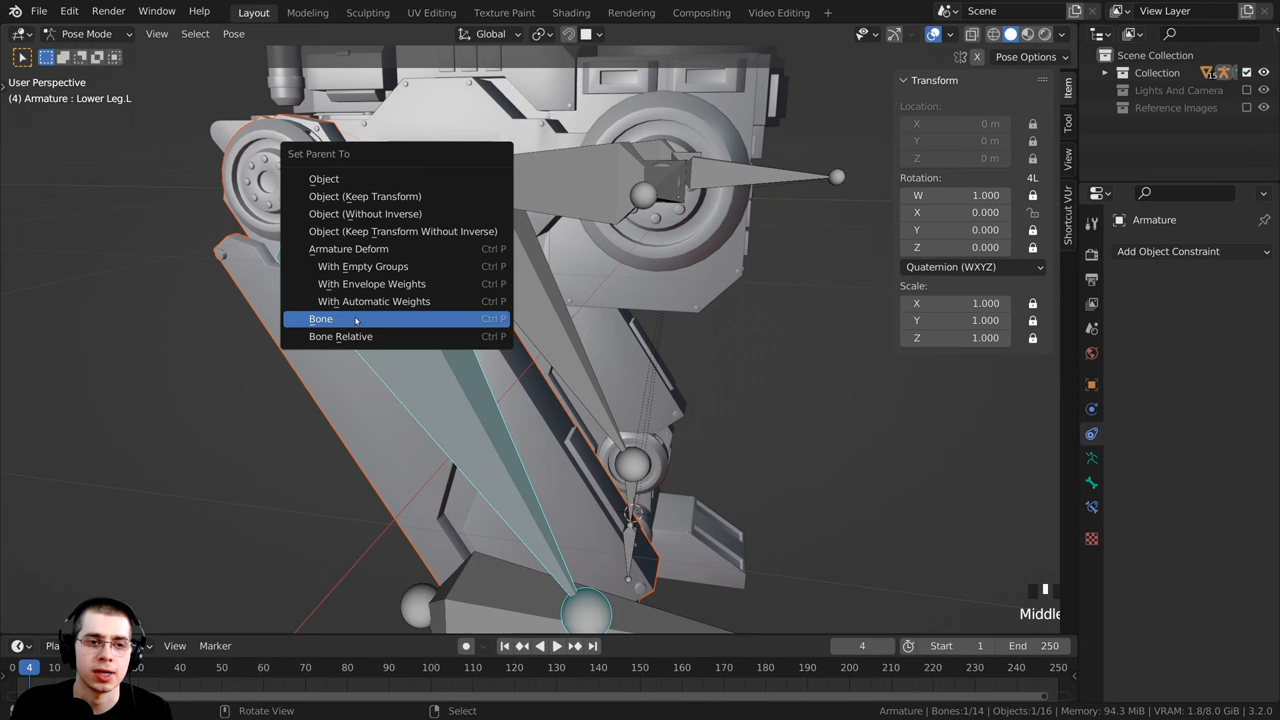 File Edit Render Window Help Layout Modeling Sculpting UV Editing Texture Paint Shading Rendering Compositing Video Editing + Scene View Layer
Pose Mode View Select Pose Global
X Pose Options
User Perspective
(4) Armature : Lower Leg.L
Set Parent To
Object
Object (Keep Transform)
Object (Without Inverse)
Object (Keep Transform Without Inverse)
Armature Deform Ctrl P
With Empty Groups Ctrl P
With Envelope Weights Ctrl P
With Automatic Weights Ctrl P
Bone Ctrl P
Bone Relative Ctrl P
Transform
Location:
X 0 m
Y 0 m
Z 0 m
Rotation: 4L
W 1.000
X 0.000
Y 0.000
Z 0.000
Quaternion (WXYZ)
Scale:
X 1.000
Y 1.000
Z 1.000
Item
Tool
View
Shortcut VUr
Scene Collection
Collection 15
Lights And Camera
Reference Images
Armature
Add Object Constraint
Middle
View Marker 4 Start 1 End 250
0 4 10 40 50 60 70 80 90 100 110 120 130 140 150 160 170 180 190 200 210 220 230 240 250
Rotate View Select Armature | Bones:1/14 | Objects:1/16 | Memory: 94.3 MiB | VRAM: 1.8/8.0 GiB | 3.2.0